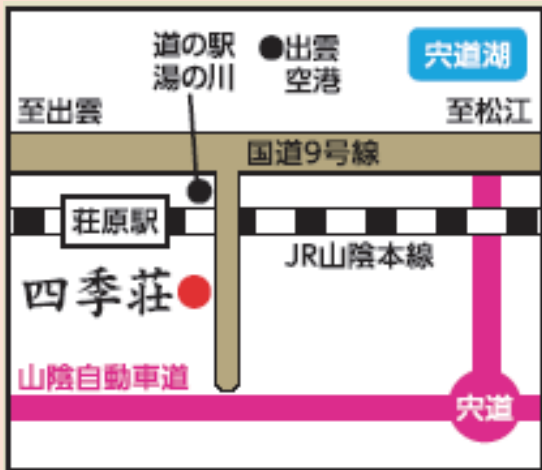 道の駅
湯の川
●出雲
空港
宍道湖
至出雲
至松江
国道9号線
荘原駅
JR山陰本線
四季荘
山陰自動車道
宍道